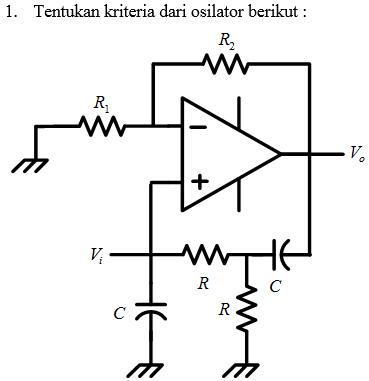 1. Tentukan kriteria dari osilator berikut :
R₂
R₁
−
+
Vₒ
Vᵢ
R
C
C
R